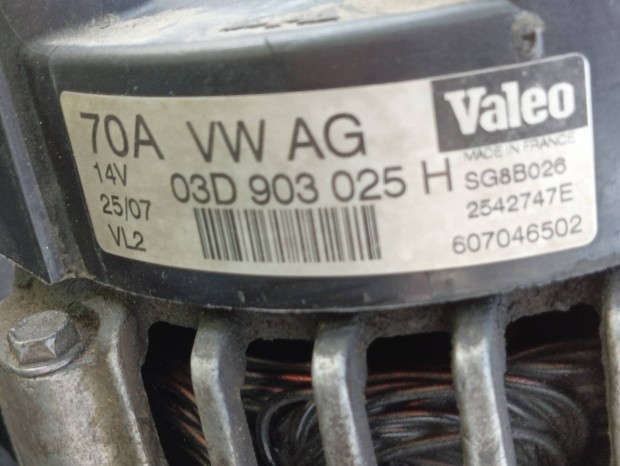 70A VW AG Valeo
MADE IN FRANCE
14V 03D 903 025 H SG8B026
25/07 2542747E
VL2 607046502